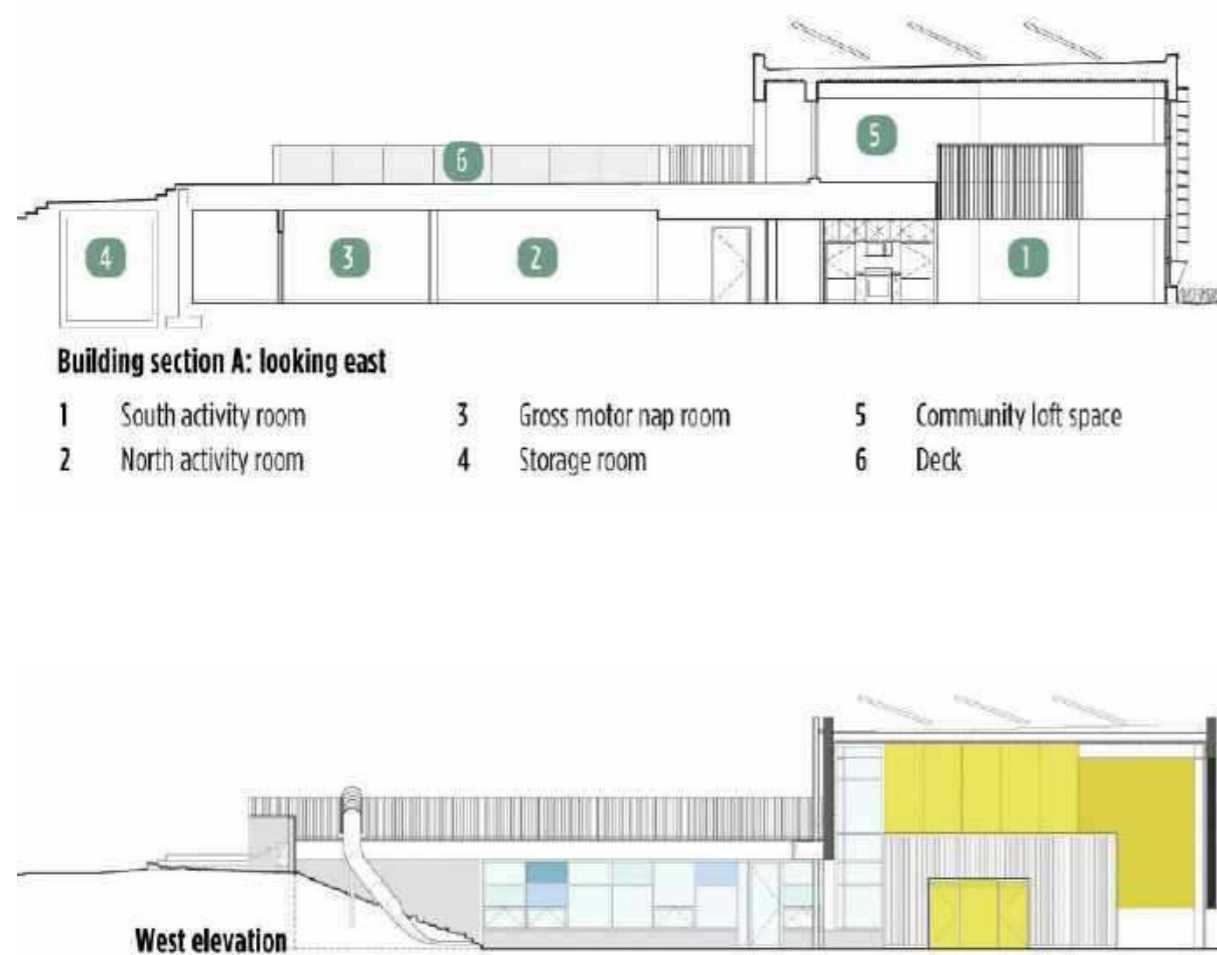 5
6
4
3
2
1
Building section A: looking east
1 South activity room 3 Gross motor nap room 5 Community loft space
2 North activity room 4 Storage room 6 Deck
West elevation